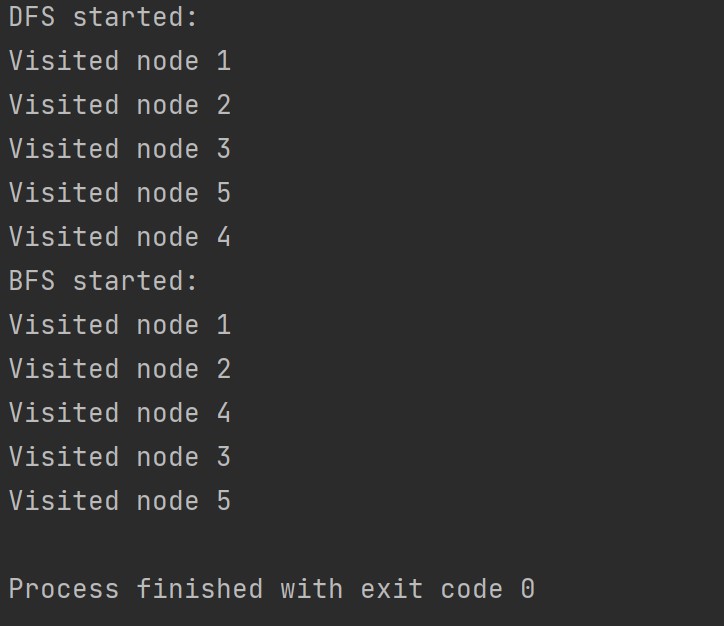 DFS started:
Visited node 1
Visited node 2
Visited node 3
Visited node 5
Visited node 4
BFS started:
Visited node 1
Visited node 2
Visited node 4
Visited node 3
Visited node 5
Process finished with exit code 0